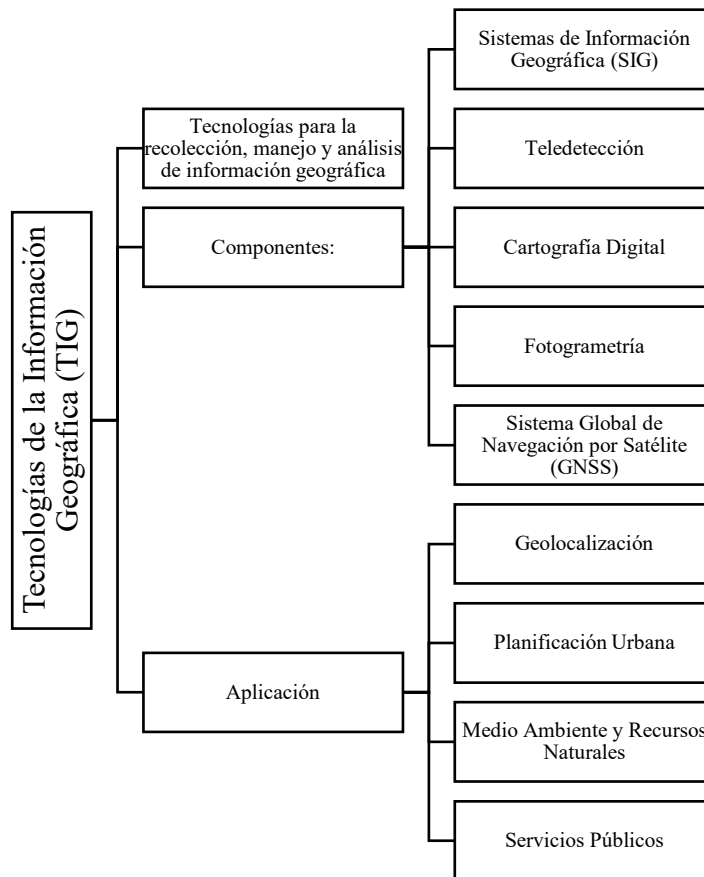 Tecnologías de la Información
Geográfica (TIG)
Tecnologías para la
recolección, manejo y análisis
de información geográfica
Componentes:
Sistemas de Información
Geográfica (SIG)
Teledetección
Cartografía Digital
Fotogrametría
Sistema Global de
Navegación por Satélite
(GNSS)
Aplicación
Geolocalización
Planificación Urbana
Medio Ambiente y Recursos
Naturales
Servicios Públicos